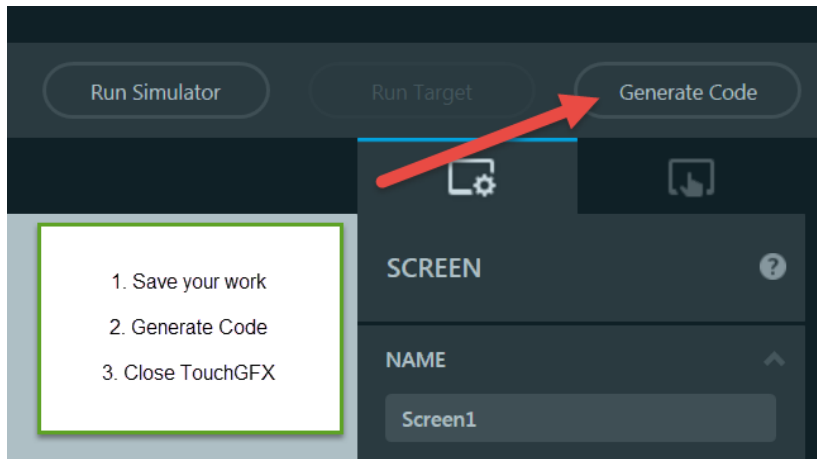 Run Simulator
Run Target
Generate Code
1. Save your work
2. Generate Code
3. Close TouchGFX
SCREEN
?
NAME
Screen1